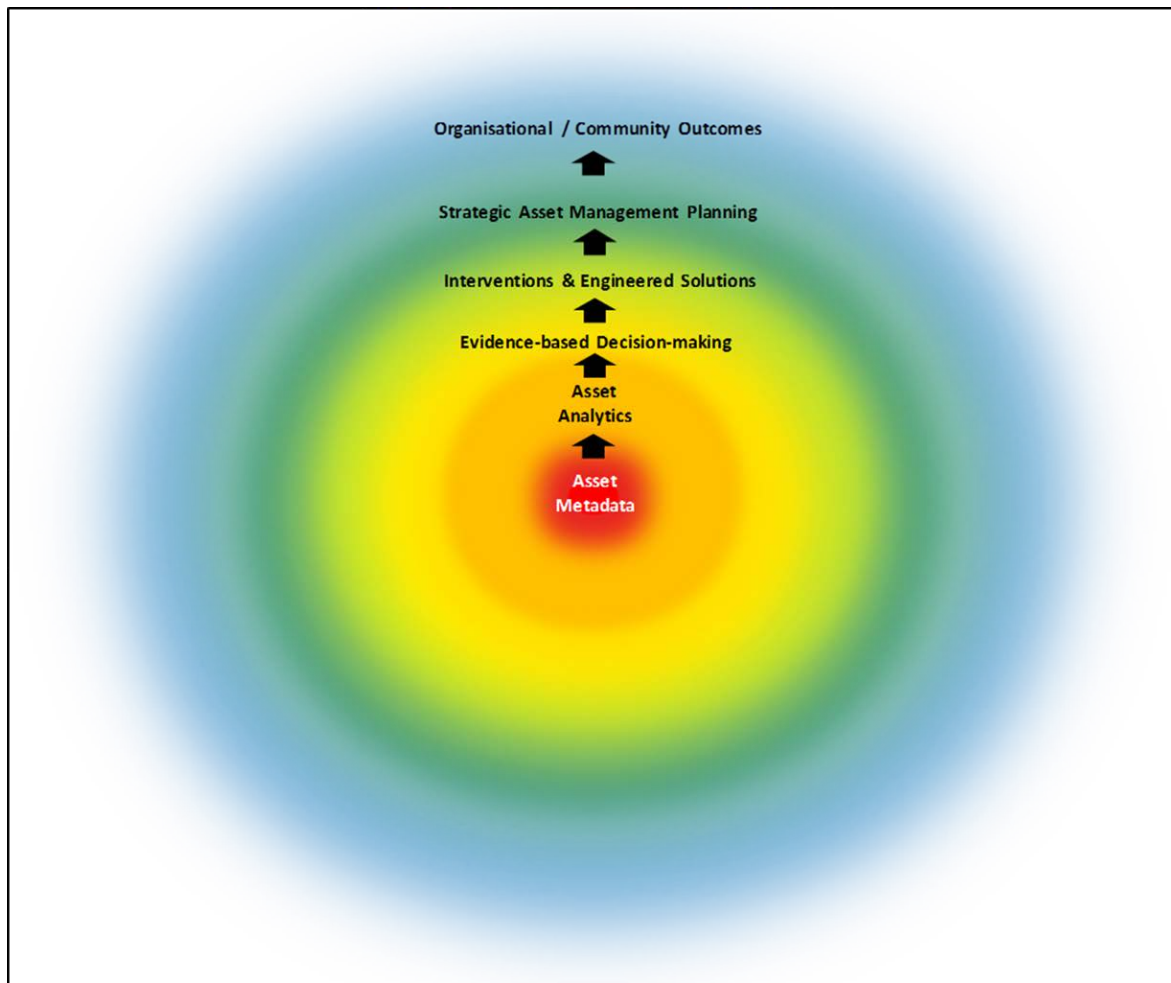 Organisational / Community Outcomes
Strategic Asset Management Planning
Interventions & Engineered Solutions
Evidence-based Decision-making
Asset
Analytics
Asset
Metadata